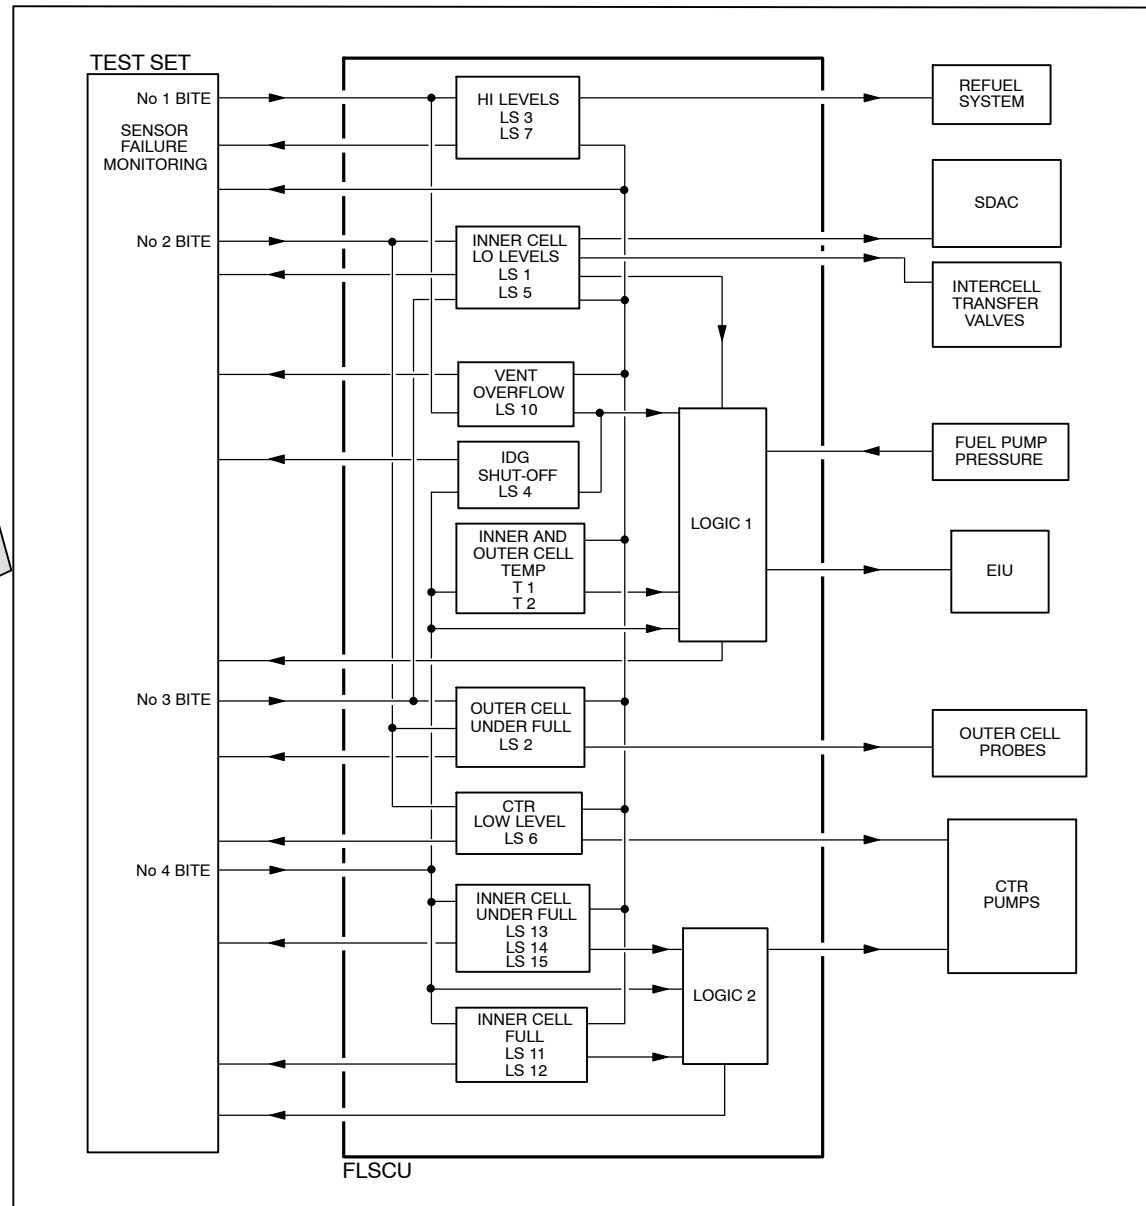 TEST SET
No 1 BITE
SENSOR
FAILURE
MONITORING
No 2 BITE
No 3 BITE
No 4 BITE
HI LEVELS
LS 3
LS 7
INNER CELL
LO LEVELS
LS 1
LS 5
VENT
OVERFLOW
LS 10
IDG
SHUT-OFF
LS 4
INNER AND
OUTER CELL
TEMP
T 1
T 2
OUTER CELL
UNDER FULL
LS 2
CTR
LOW LEVEL
LS 6
INNER CELL
UNDER FULL
LS 13
LS 14
LS 15
INNER CELL
FULL
LS 11
LS 12
LOGIC 1
LOGIC 2
REFUEL
SYSTEM
SDAC
INTERCELL
TRANSFER
VALVES
FUEL PUMP
PRESSURE
EIU
OUTER CELL
PROBES
CTR
PUMPS
FLSCU